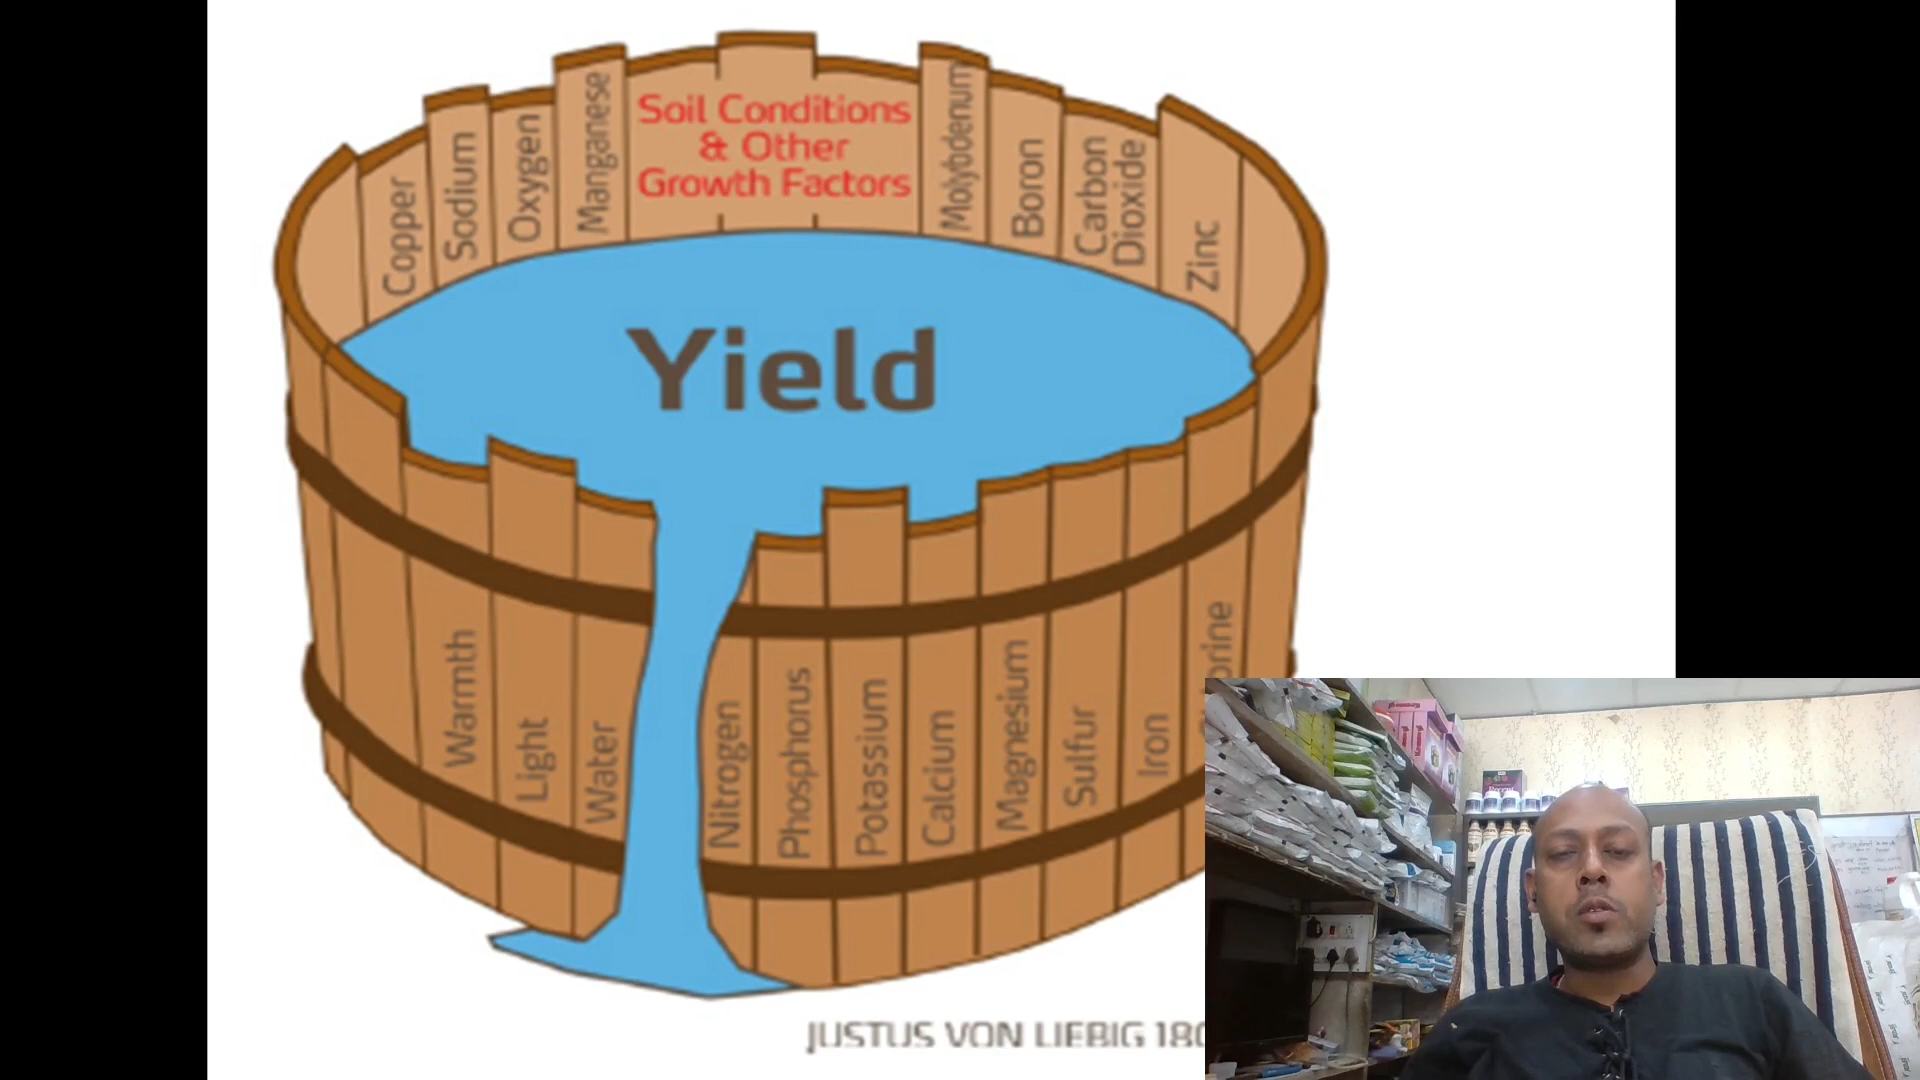 Soil Conditions
& Other
Growth Factors
Copper
Sodium
Oxygen
Manganese
Molybdenum
Boron
Carbon
Dioxide
Zinc
Yield
Warmth
Light
Water
Nitrogen
Phosphorus
Potassium
Calcium
Magnesium
Sulfur
Iron
JUSTUS VON LIEBIG